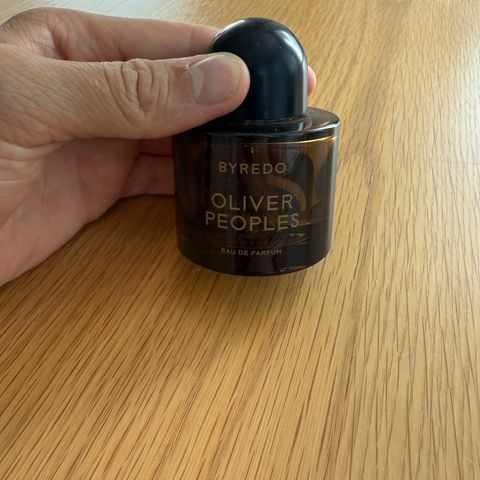 BYREDO
OLIVER
PEOPLES
EAU DE PARFUM